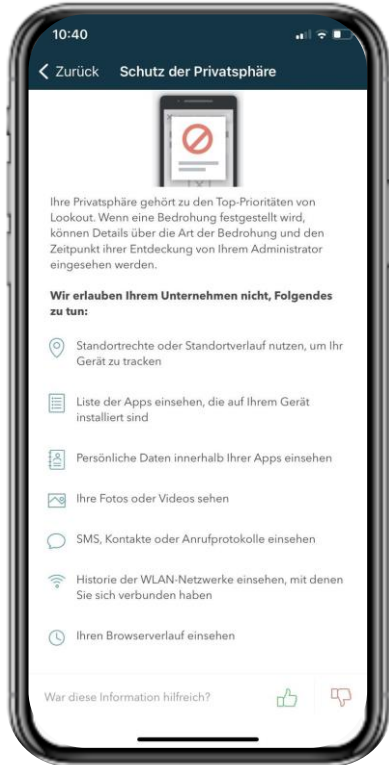 10:40
Zurück Schutz der Privatsphäre
Ihre Privatsphäre gehört zu den Top-Prioritäten von
Lookout. Wenn eine Bedrohung festgestellt wird,
können Details über die Art der Bedrohung und den
Zeitpunkt ihrer Entdeckung von Ihrem Administrator
eingesehen werden.
Wir erlauben Ihrem Unternehmen nicht, Folgendes
zu tun:
Standortrechte oder Standortverlauf nutzen, um Ihr
Gerät zu tracken
Liste der Apps einsehen, die auf Ihrem Gerät
installiert sind
Persönliche Daten innerhalb Ihrer Apps einsehen
Ihre Fotos oder Videos sehen
SMS, Kontakte oder Anrufprotokolle einsehen
Historie der WLAN-Netzwerke einsehen, mit denen
Sie sich verbunden haben
Ihren Browserverlauf einsehen
War diese Information hilfreich?